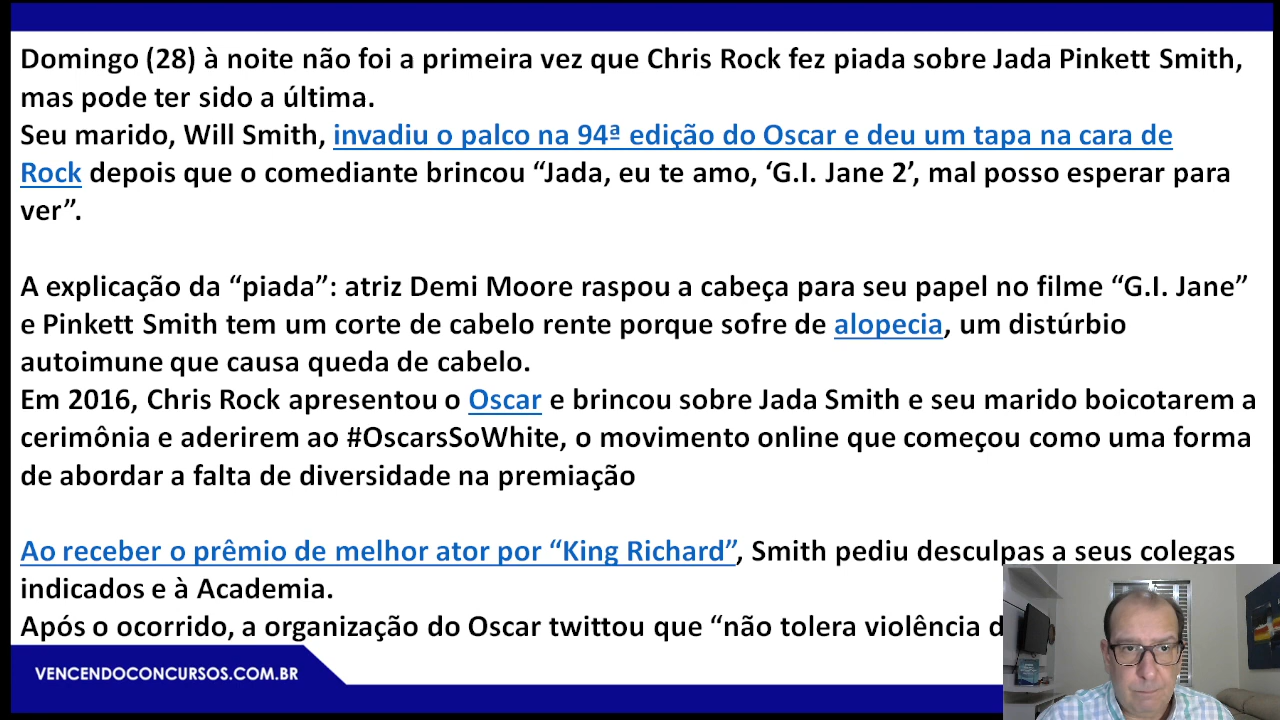 Domingo (28) à noite não foi a primeira vez que Chris Rock fez piada sobre Jada Pinkett Smith,
mas pode ter sido a última.
Seu marido, Will Smith, invadiu o palco na 94ª edição do Oscar e deu um tapa na cara de
Rock depois que o comediante brincou “Jada, eu te amo, ‘G.I. Jane 2’, mal posso esperar para
ver”.
A explicação da “piada”: atriz Demi Moore raspou a cabeça para seu papel no filme “G.I. Jane”
e Pinkett Smith tem um corte de cabelo rente porque sofre de alopecia, um distúrbio
autoimune que causa queda de cabelo.
Em 2016, Chris Rock apresentou o Oscar e brincou sobre Jada Smith e seu marido boicotarem a
cerimônia e aderirem ao #OscarsSoWhite, o movimento online que começou como uma forma
de abordar a falta de diversidade na premiação
Ao receber o prêmio de melhor ator por “King Richard”, Smith pediu desculpas a seus colegas
indicados e à Academia.
Após o ocorrido, a organização do Oscar twittou que “não tolera violência d
VENCENDOCONCURSOS.COM.BR